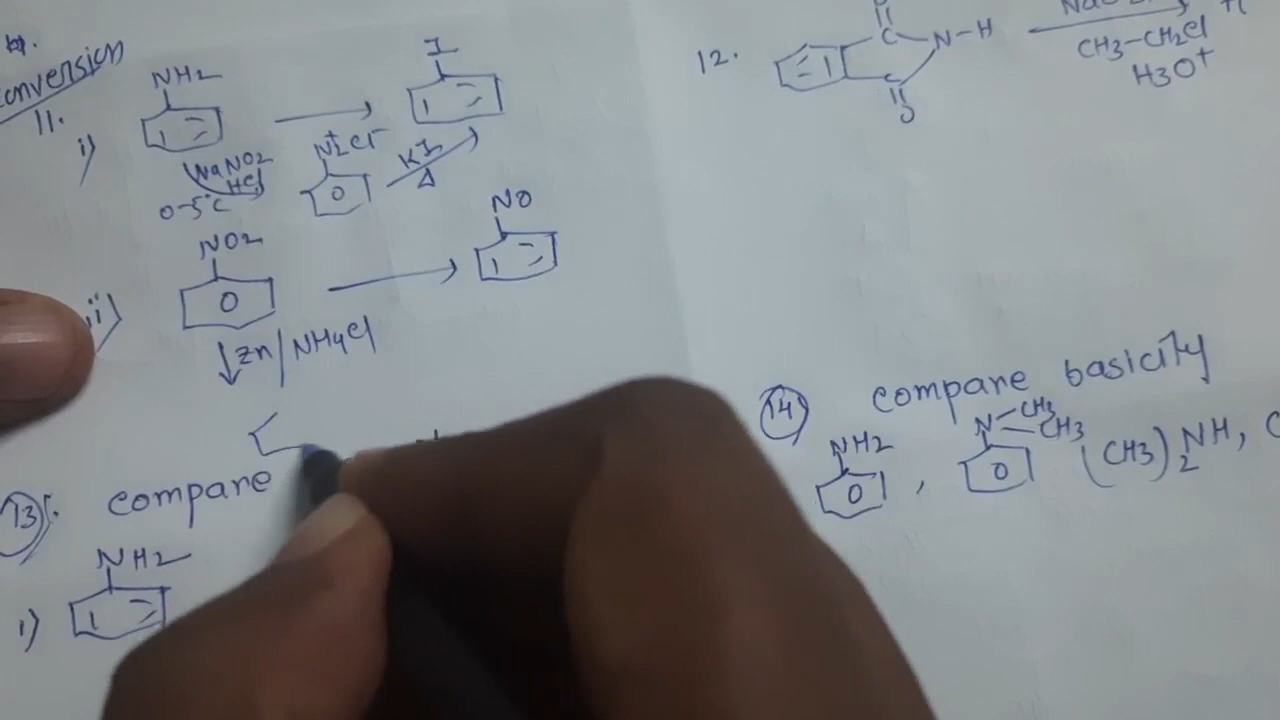 conversion
11.
i)
NH2
I
NaNO2
HCl
0-5°C
N2+Cl-
KI
Δ
ii)
NO2
NO
Zn/NH4Cl
12.
C
N-H
C
CH3-CH2Cl
H3O+
13.
compare
i)
NH2
14
compare basicity
NH2
,
N
CH3
CH3
(CH3)2NH,